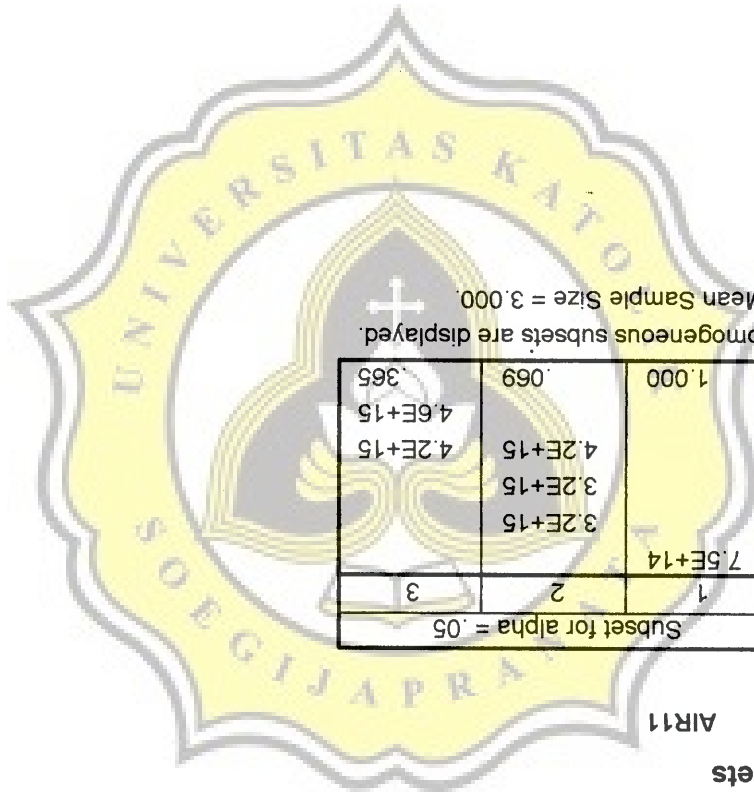 ets
AIR11
Subset for alpha = .05
1 2 3
7.5E+14
3.2E+15
3.2E+15
4.2E+15 4.2E+15
4.6E+15
1.000 .069 .365
omogeneous subsets are displayed.
Mean Sample Size = 3.000.
UNIVERSITAS KATO
SOEGIJAPRANATA